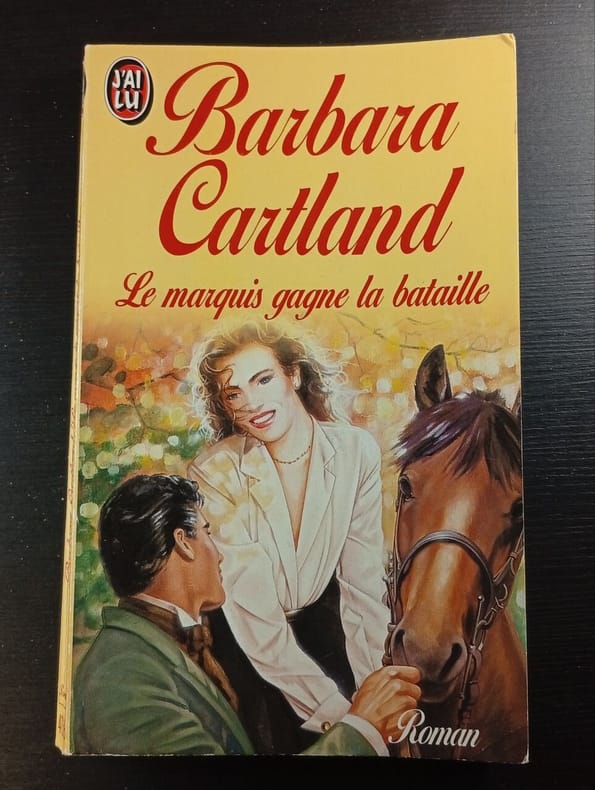 J'AI
LU
Barbara
Cartland
Le marquis gagne la bataille
Roman